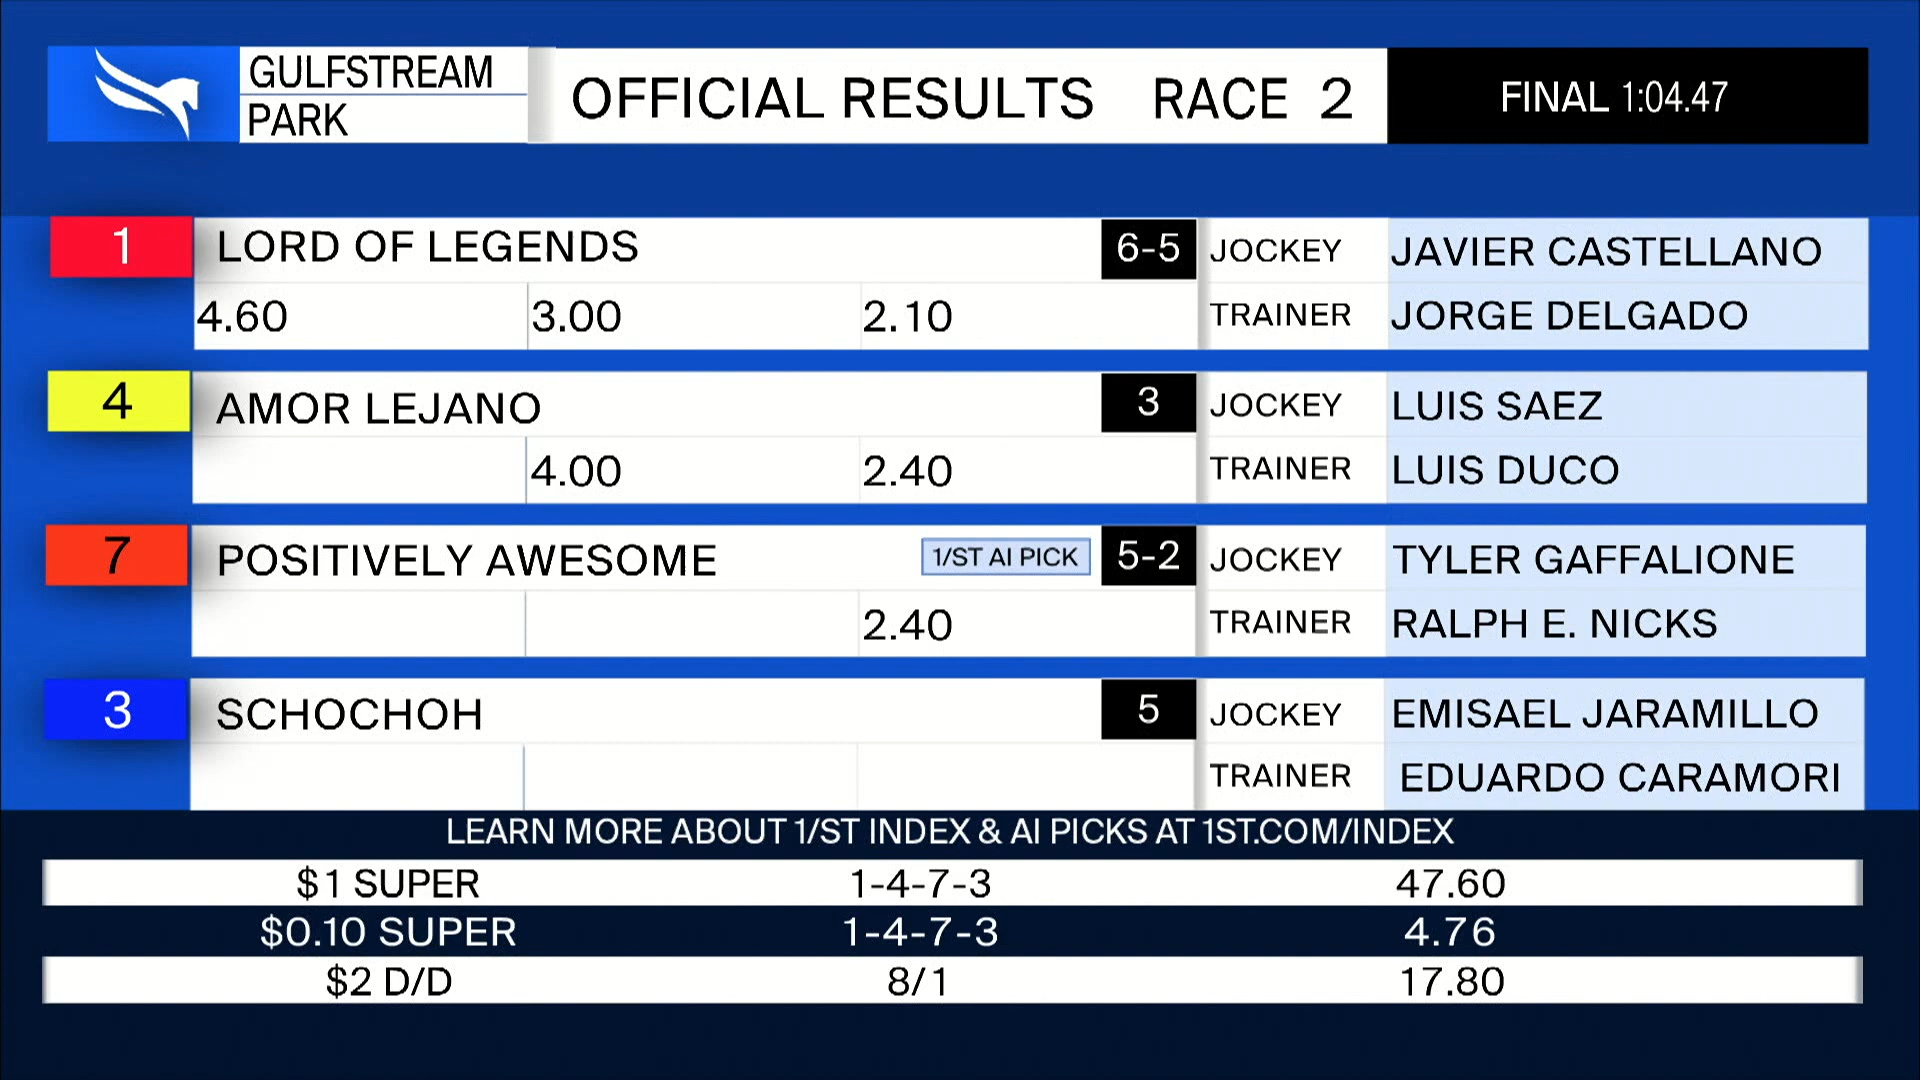 GULFSTREAM
PARK
OFFICIAL RESULTS RACE 2
FINAL 1:04.47
1 LORD OF LEGENDS 6-5 JOCKEY JAVIER CASTELLANO
4.60 3.00 2.10 TRAINER JORGE DELGADO
4 AMOR LEJANO 3 JOCKEY LUIS SAEZ
4.00 2.40 TRAINER LUIS DUCO
7 POSITIVELY AWESOME 1/ST AI PICK 5-2 JOCKEY TYLER GAFFALIONE
2.40 TRAINER RALPH E. NICKS
3 SCHOCHOH 5 JOCKEY EMISAEL JARAMILLO
TRAINER EDUARDO CARAMORI
LEARN MORE ABOUT 1/ST INDEX & AI PICKS AT 1ST.COM/INDEX
$1 SUPER 1-4-7-3 47.60
$0.10 SUPER 1-4-7-3 4.76
$2 D/D 8/1 17.80